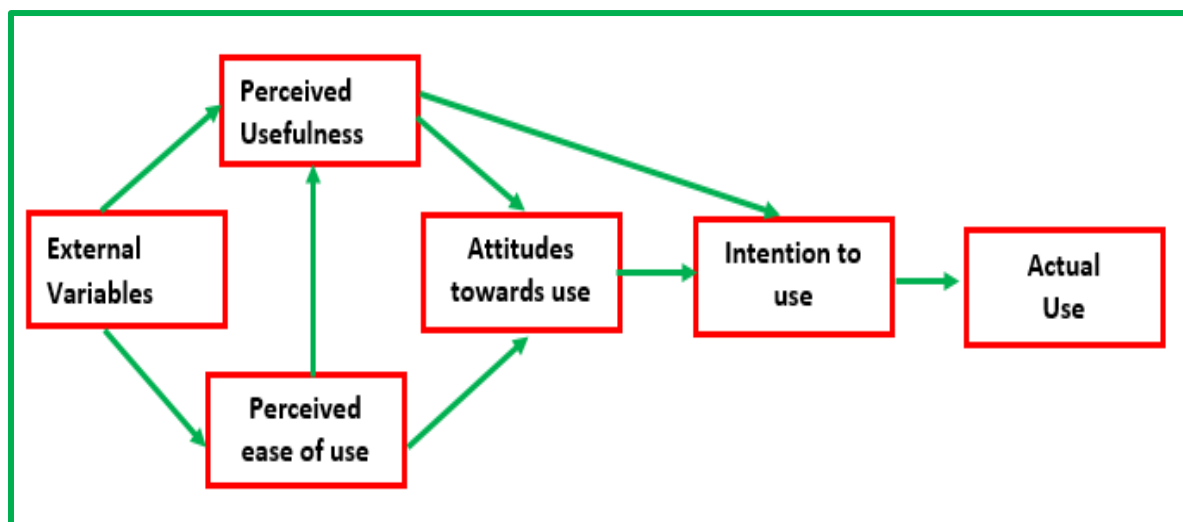 Perceived
Usefulness
External
Variables
Attitudes
towards use
Intention to
use
Actual
Use
Perceived
ease of use